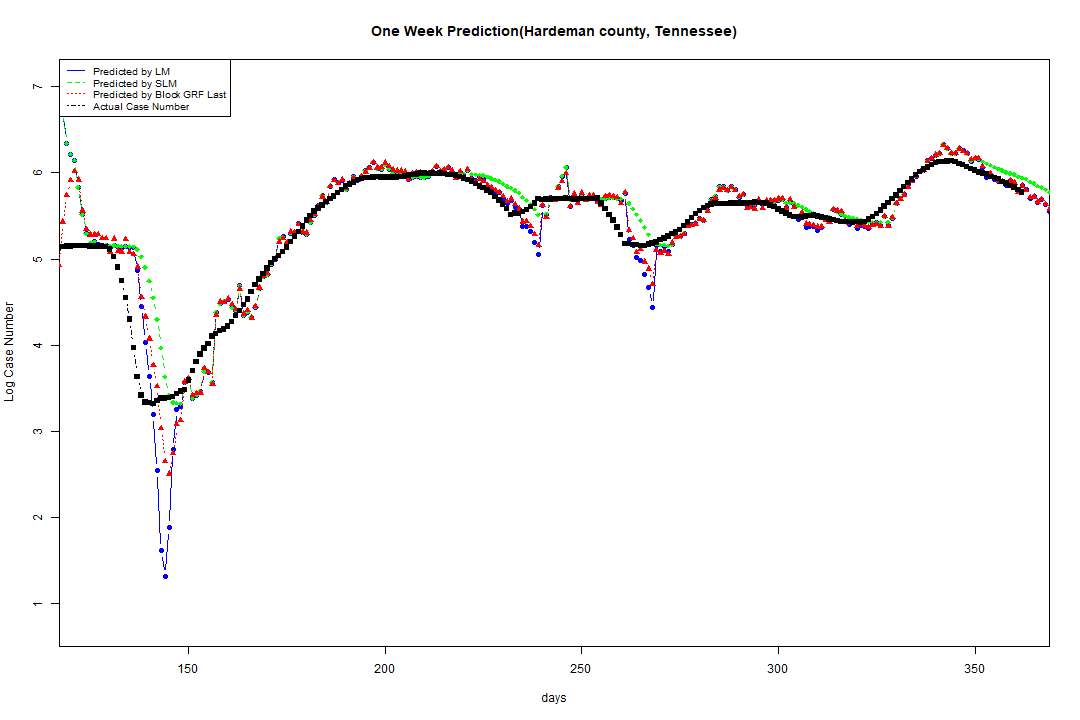 One Week Prediction(Hardeman county, Tennessee)
Predicted by LM
Predicted by SLM
Predicted by Block GRF Last
Actual Case Number
7
6
5
4
3
2
1
Log Case Number
150 200 250 300 350
days